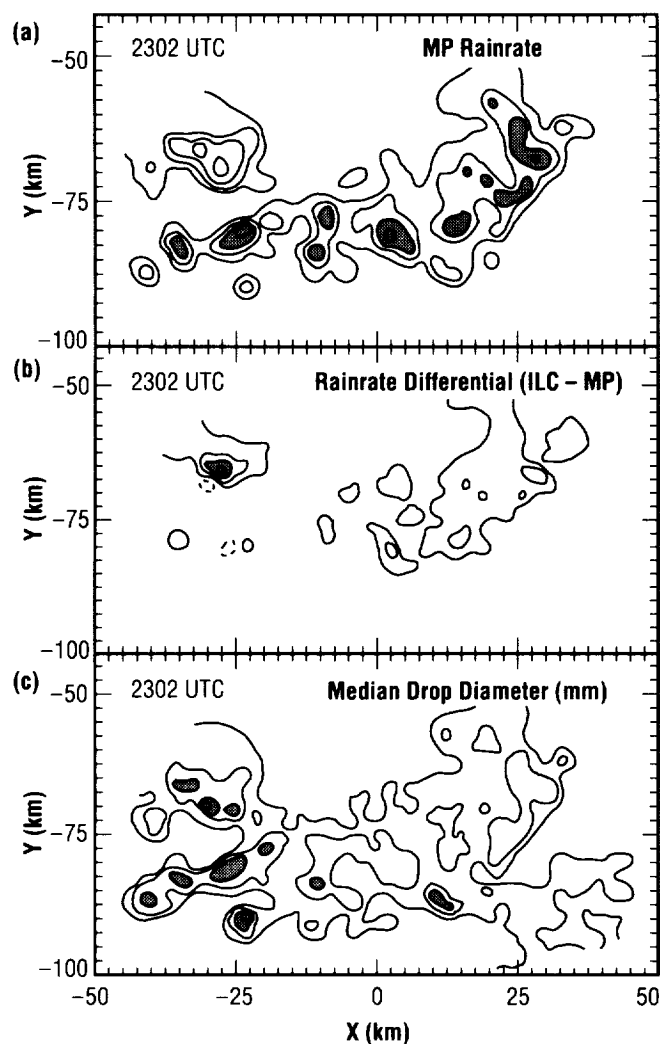 (a)
2302 UTC
MP Rainrate
−50
−75
−100
Y (km)
(b)
2302 UTC
Rainrate Differential (ILC − MP)
−50
−75
−100
Y (km)
(c)
2302 UTC
Median Drop Diameter (mm)
−50
−75
−100
Y (km)
−50 −25 0 25 50
X (km)